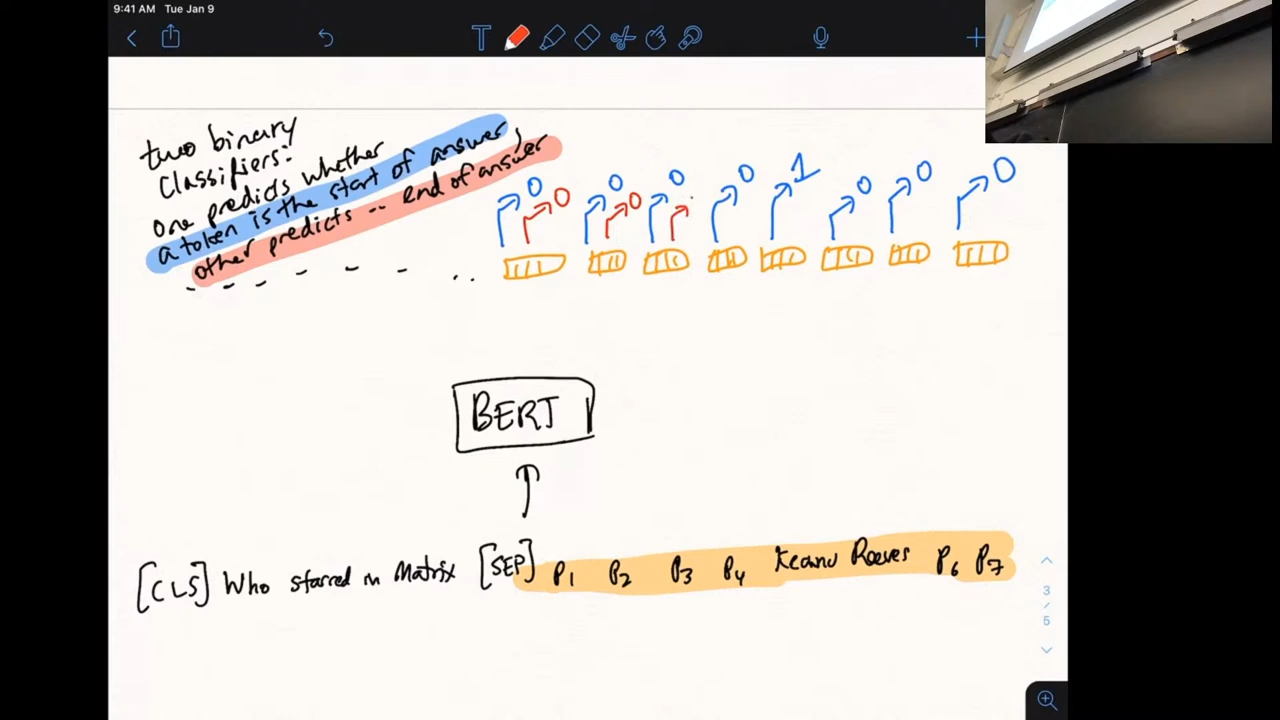 9:41 AM Tue Jan 9
T
two binary
classifiers:
one predicts whether
a token is the start of answer,
other predicts -- end of answer
0 0 0 0 1 0 0 0
0 0
BERT
[CLS] Who starred in Matrix [SEP] P1 P2 P3 P4 Keanu Reeves P6 P7
3
/
5